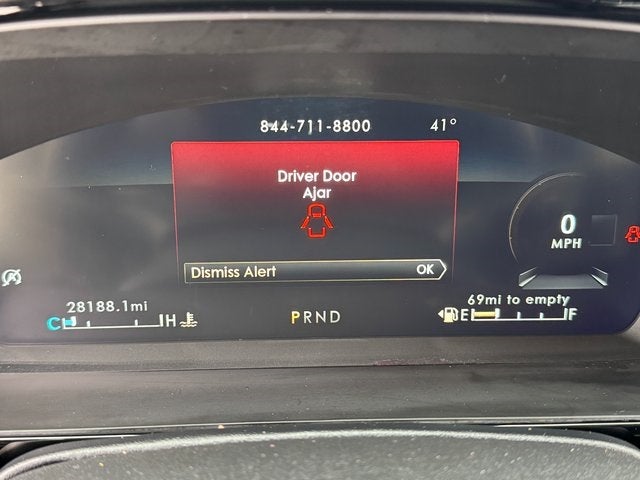 844-711-8800 41°
Driver Door
Ajar
0
MPH
Dismiss Alert OK
28188.1mi
69mi to empty
C H
PRND
E F